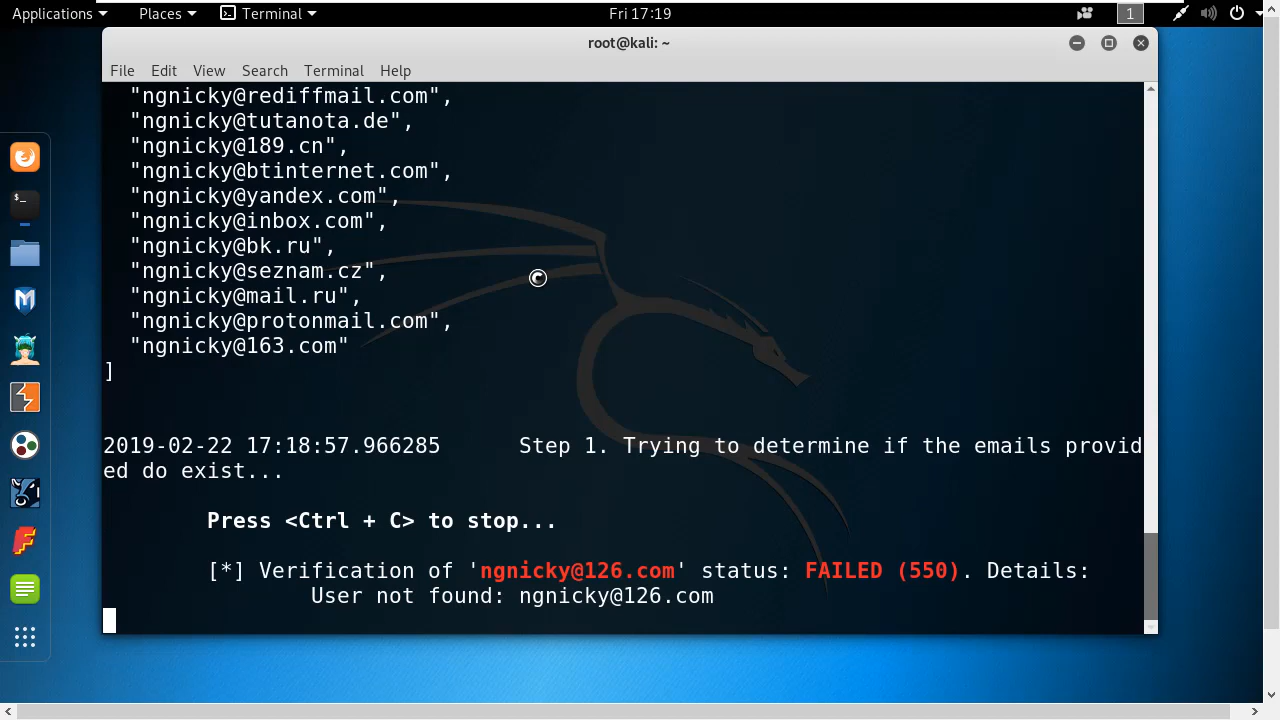 Applications Places Terminal Fri 17:19 1
root@kali: ~
File Edit View Search Terminal Help
"ngnicky@rediffmail.com",
"ngnicky@tutanota.de",
"ngnicky@189.cn",
"ngnicky@btinternet.com",
"ngnicky@yandex.com",
"ngnicky@inbox.com",
"ngnicky@bk.ru",
"ngnicky@seznam.cz",
"ngnicky@mail.ru",
"ngnicky@protonmail.com",
"ngnicky@163.com"
]
2019-02-22 17:18:57.966285 Step 1. Trying to determine if the emails provid
ed do exist...
Press <Ctrl + C> to stop...
[*] Verification of 'ngnicky@126.com' status: FAILED (550). Details:
User not found: ngnicky@126.com